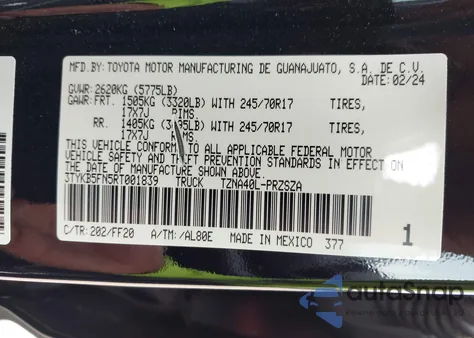 MFD.BY: TOYOTA MOTOR MANUFACTURING DE GUANAJUATO, S.A. DE C.V.
DATE: 02/24
GVWR: 2620KG (5775LB)
GAWR: FRT. 1505KG (3320LB) WITH 245/70R17 TIRES,
17X7J RIMS.
RR. 1405KG LB) WITH 245/70R17 TIRES,
17X7J RIMS.
THIS VEHICLE CONFORMS TO ALL APPLICABLE FEDERAL MOTOR
VEHICLE SAFETY AND THEFT PREVENTION STANDARDS IN EFFECT ON
THE DATE OF MANUFACTURE SHOWN ABOVE.
3TYKB5FN5RT001839 TRUCK TZNA40L-PRZSZA
C/TR: 202/FF20 A/TM: /AL80E MADE IN MEXICO 377 1
autoSnap